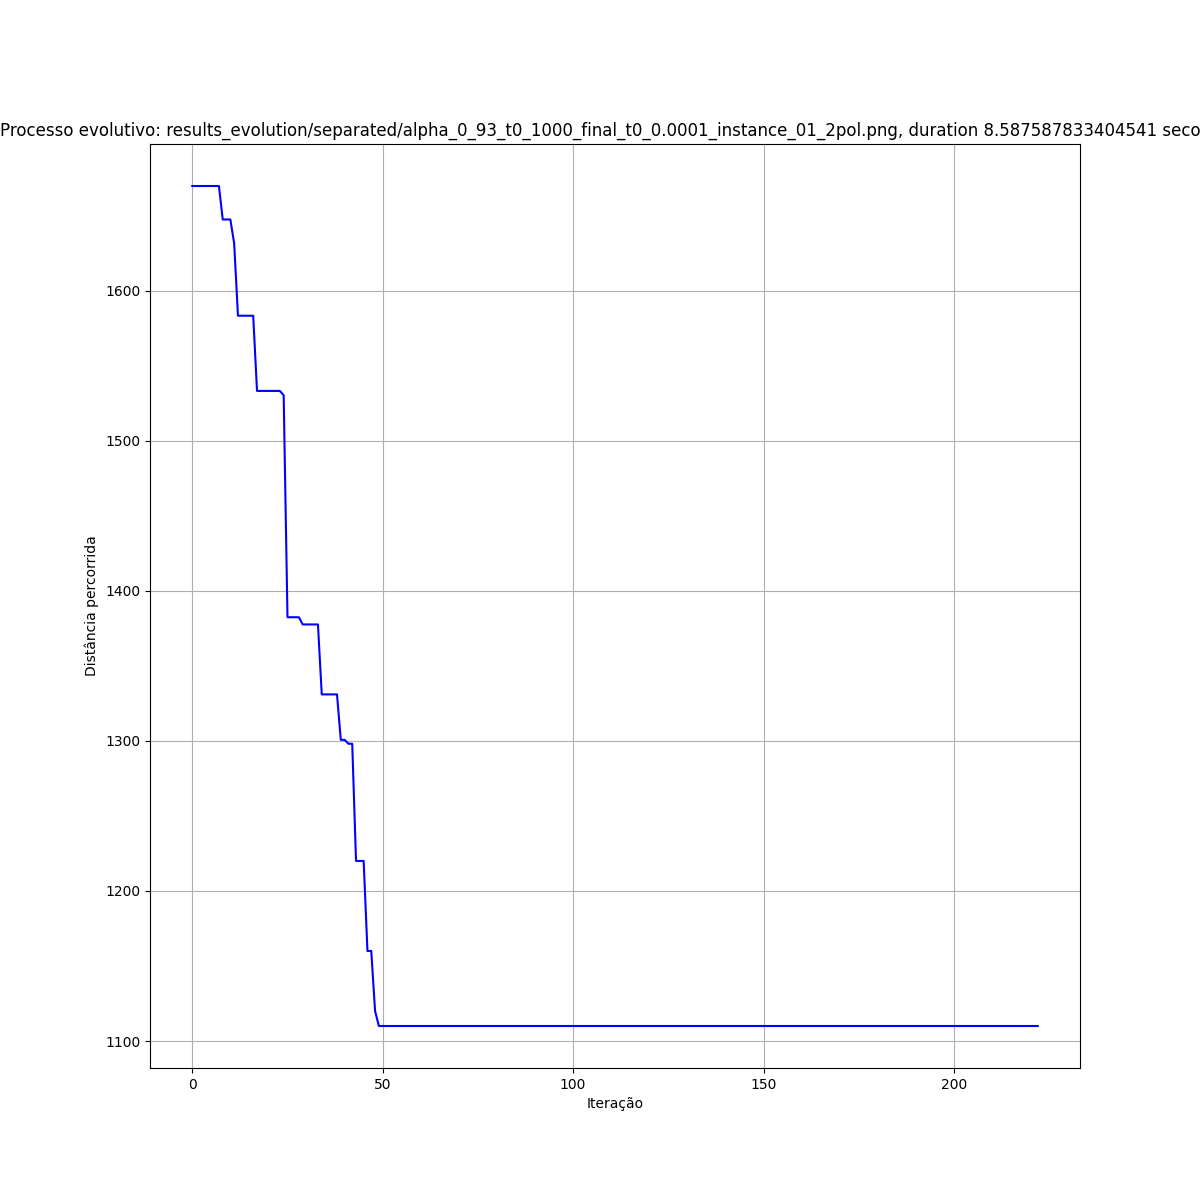 Processo evolutivo: results_evolution/separated/alpha_0_93_t0_1000_final_t0_0.0001_instance_01_2pol.png, duration 8.587587833404541 seco
1600
1500
1400
1300
1200
1100
Distância percorrida
0 50 100 150 200
Iteração